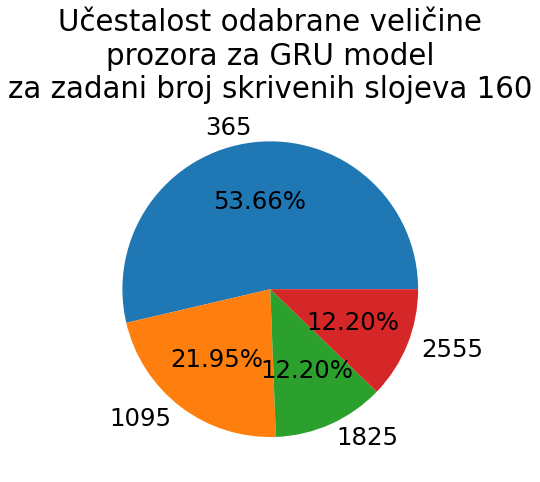 Učestalost odabrane veličine
prozora za GRU model
za zadani broj skrivenih slojeva 160
365
53.66%
12.20%
21.95%
12.20%
2555
1095
1825